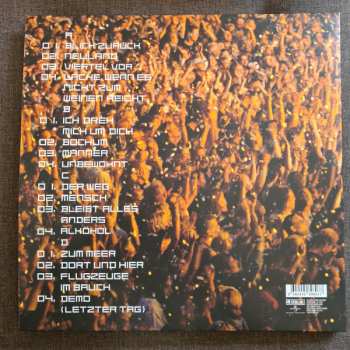 A
01. BLICK ZURÜCK
02. NEULAND
03. VIERTEL VOR
04. LACHE, WENN ES
NICHT ZUM
WEINEN REICHT
B
01. ICH DREH
MICH UM DICH
02. BOCHUM
03. MÄNNER
04. UNBEWOHNT
C
01. DER WEG
02. MENSCH
03. BLEIBT ALLES
ANDERS
04. ALKOHOL
D
01. ZUM MEER
02. DORT UND HIER
03. FLUGZEUGE
IM BAUCH
04. DEMO
(LETZTER TAG)